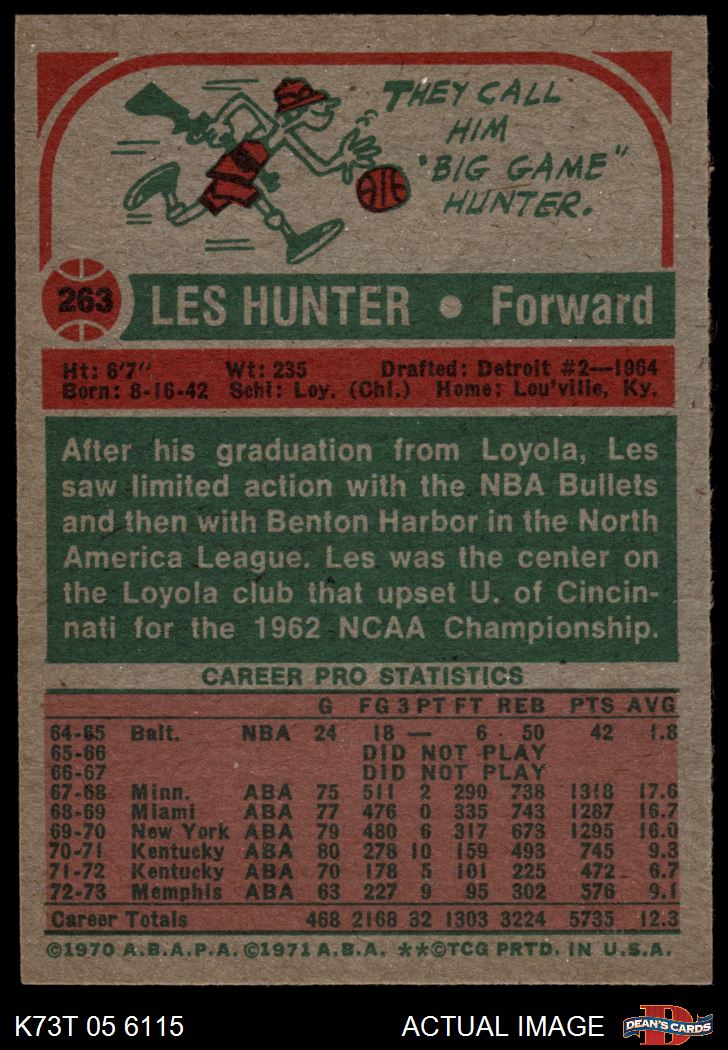 THEY CALL
HIM
"BIG GAME"
HUNTER.
263
LES HUNTER • Forward
Ht: 6'7" Wt: 235 Drafted: Detroit #2—1964
Born: 8-16-42 Schl: Loy. (Chi.) Home: Lou'ville, Ky.
After his graduation from Loyola, Les
saw limited action with the NBA Bullets
and then with Benton Harbor in the North
America League. Les was the center on
the Loyola club that upset U. of Cincin-
nati for the 1962 NCAA Championship.
CAREER PRO STATISTICS
G FG 3PT FT REB PTS AVG
64-65 Balt. NBA 24 18 — 6 50 42 1.8
65-66 DID NOT PLAY
66-67 DID NOT PLAY
67-68 Minn. ABA 75 511 2 290 738 1318 17.6
68-69 Miami ABA 77 476 0 335 743 1287 16.7
69-70 New York ABA 79 480 6 317 673 1295 16.0
70-71 Kentucky ABA 80 278 10 159 493 745 9.3
71-72 Kentucky ABA 70 178 5 101 225 472 6.7
72-73 Memphis ABA 63 227 9 95 302 576 9.1
Career Totals 468 2168 32 1303 3224 5735 12.3
©1970 A.B.A.P.A. ©1971 A.B.A. **©TCG PRTD. IN U.S.A.
K73T 05 6115 ACTUAL IMAGE
D
DEAN'S CARDS